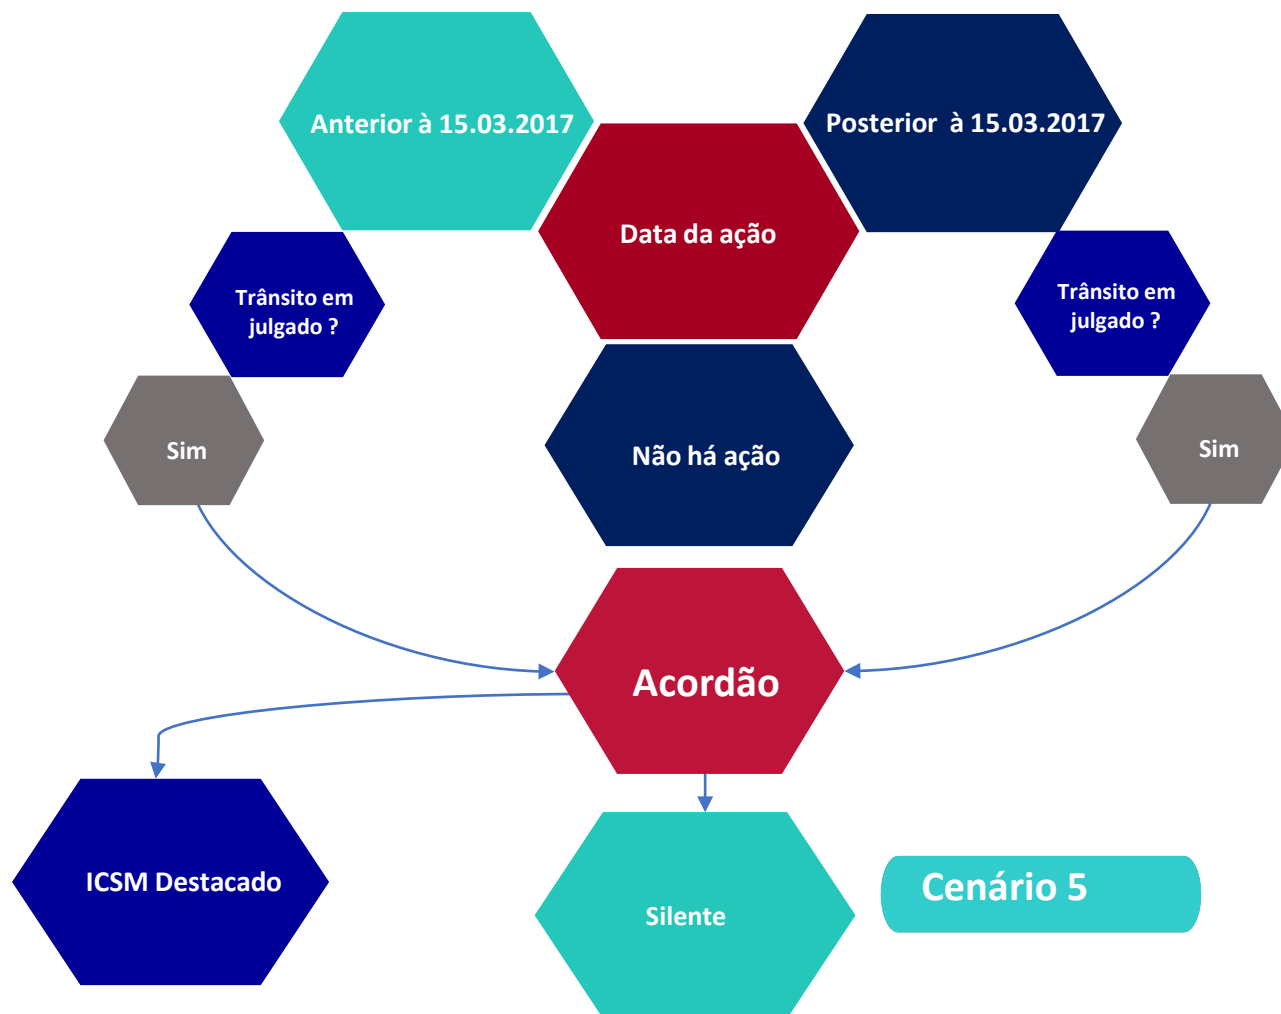 Anterior à 15.03.2017
Posterior à 15.03.2017
Data da ação
Trânsito em
julgado ?
Trânsito em
julgado ?
Sim
Não há ação
Sim
Acordão
ICSM Destacado
Silente
Cenário 5